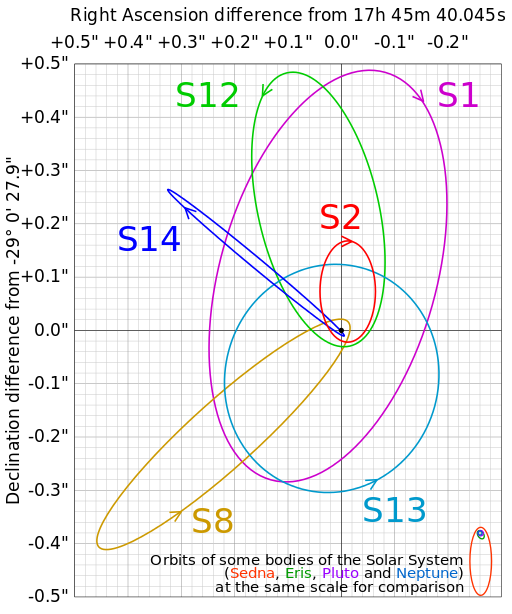 Right Ascension difference from 17h 45m 40.045s
+0.5" +0.4" +0.3" +0.2" +0.1" 0.0" -0.1" -0.2"
Declination difference from -29° 0' 27.9"
+0.5"
+0.4"
+0.3"
+0.2"
+0.1"
0.0"
-0.1"
-0.2"
-0.3"
-0.4"
-0.5"
S12
S1
S2
S14
S8
S13
Orbits of some bodies of the Solar System
(Sedna, Eris, Pluto and Neptune)
at the same scale for comparison